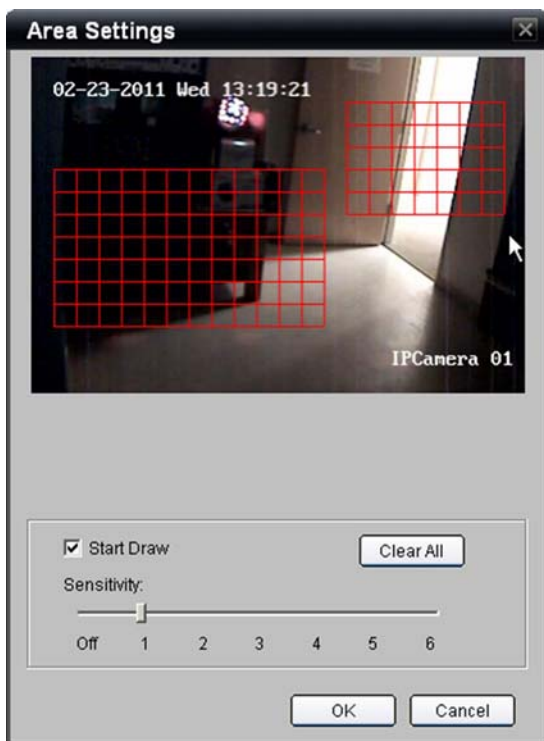 Area Settings
02-23-2011 Wed 13:19:21
IPCamera 01
Start Draw
Clear All
Sensitivity:
Off 1 2 3 4 5 6
OK Cancel